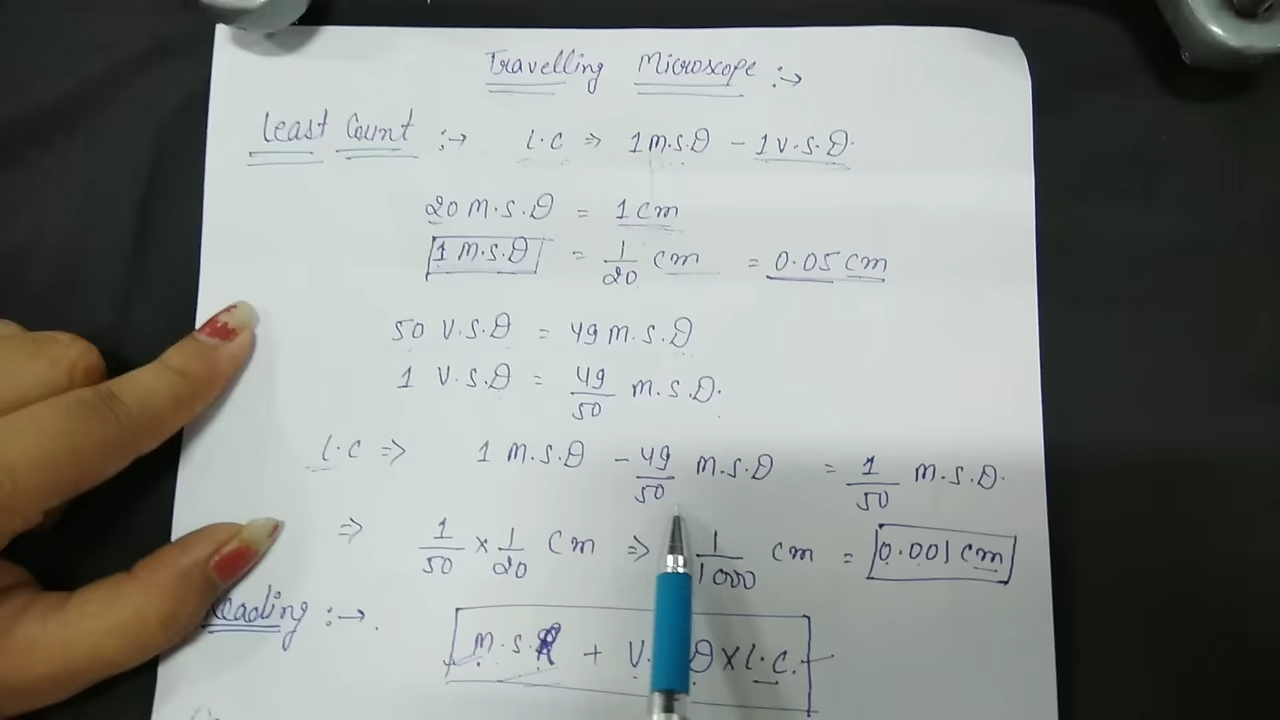 Travelling Microscope :→
Least Count :→ L.C ⇒ 1 M.S.D - 1 V.S.D.
20 M.S.D = 1 cm
1 M.S.D = 1/20 cm = 0.05 cm
50 V.S.D = 49 M.S.D
1 V.S.D = 49/50 M.S.D.
L.C ⇒ 1 M.S.D - 49/50 M.S.D = 1/50 M.S.D.
⇒ 1/50 × 1/20 cm ⇒ 1/1000 cm = 0.001 cm
Reading :→.
M.S.R + V. D × L.C.